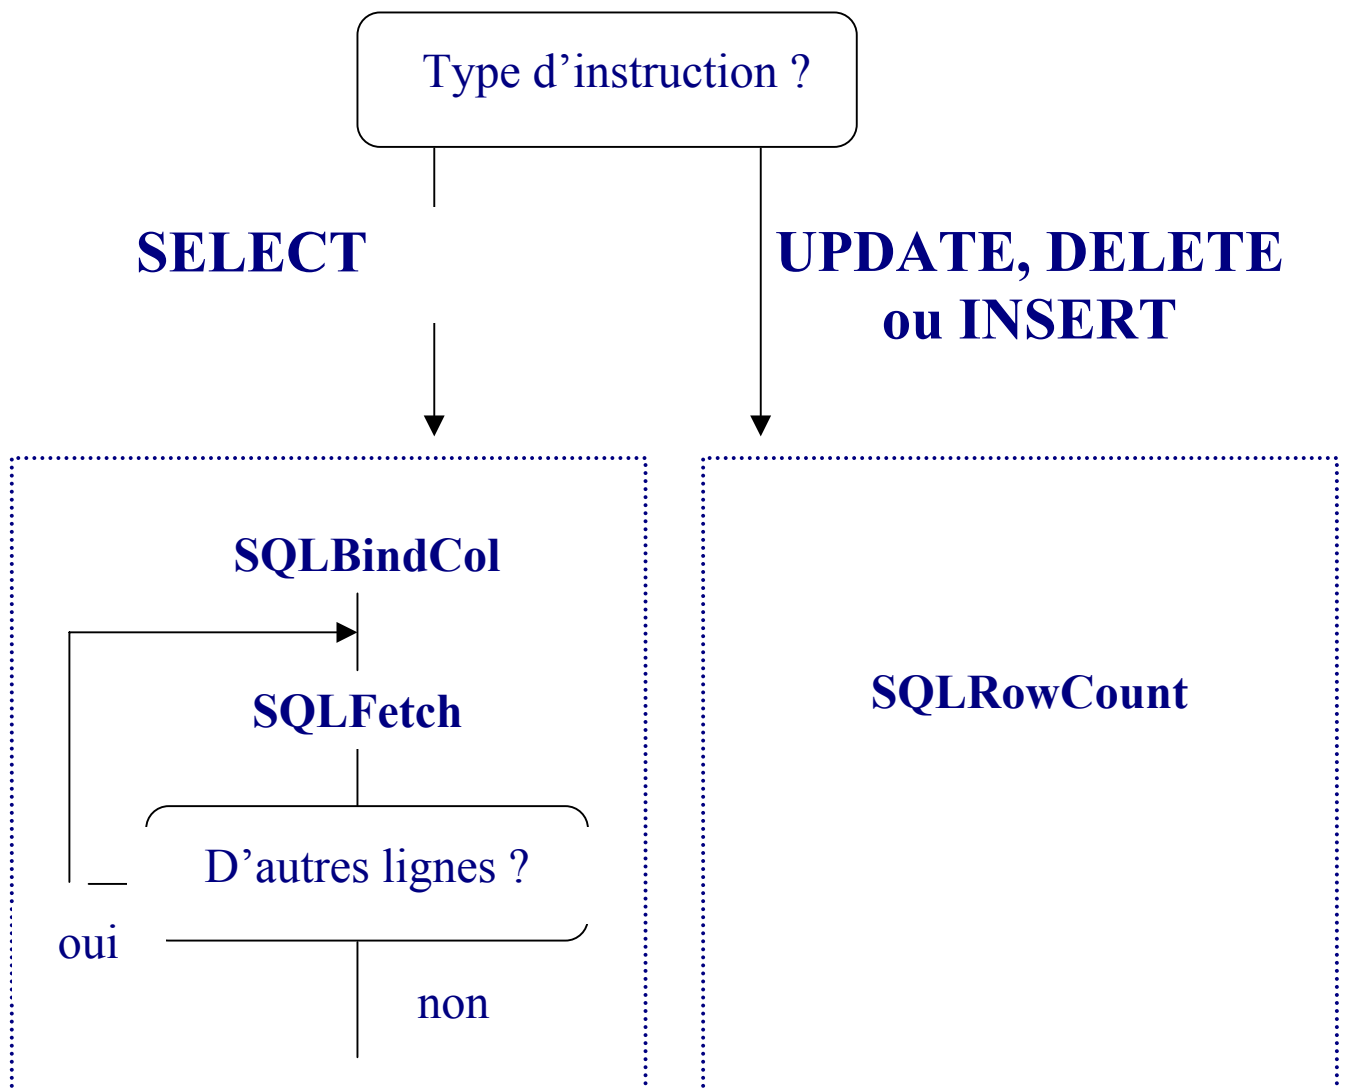 Type d’instruction ?
SELECT
UPDATE, DELETE
ou INSERT
SQLBindCol
SQLFetch
D’autres lignes ?
oui
non
SQLRowCount